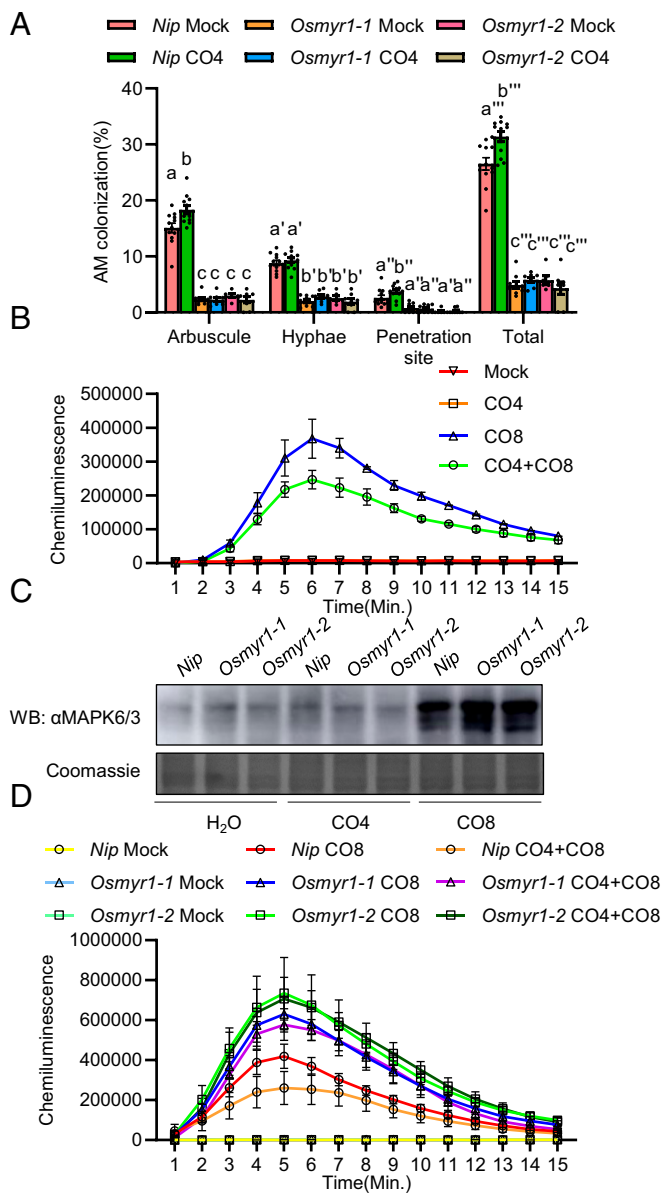 A
Nip Mock Osmyr1-1 Mock Osmyr1-2 Mock
Nip CO4 Osmyr1-1 CO4 Osmyr1-2 CO4
AM colonization(%)
40
30
20
10
0
a b c c c c
a' a' b' b' b' b'
a'' b'' a'' a'' a'' a''
a''' b''' c''' c''' c''' c'''
Arbuscule Hyphae Penetration site Total
B
Chemiluminescence
500000
400000
300000
200000
100000
0
Mock
CO4
CO8
CO4+CO8
1 2 3 4 5 6 7 8 9 10 11 12 13 14 15
Time(Min.)
C
Nip Osmyr1-1 Osmyr1-2 Nip Osmyr1-1 Osmyr1-2 Nip Osmyr1-1 Osmyr1-2
WB: αMAPK6/3
Coomassie
H₂O CO4 CO8
D
Nip Mock Nip CO8 Nip CO4+CO8
Osmyr1-1 Mock Osmyr1-1 CO8 Osmyr1-1 CO4+CO8
Osmyr1-2 Mock Osmyr1-2 CO8 Osmyr1-2 CO4+CO8
Chemiluminescence
1000000
800000
600000
400000
200000
0
1 2 3 4 5 6 7 8 9 10 11 12 13 14 15
Time(Min.)